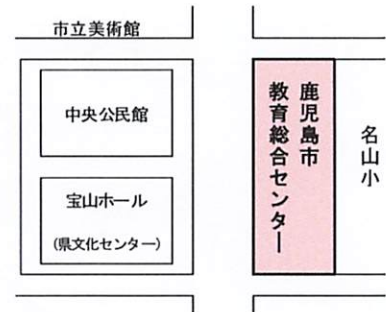 市立美術館
中央公民館
宝山ホール
(県文化センター)
鹿児島市
教育総合センター
名山小